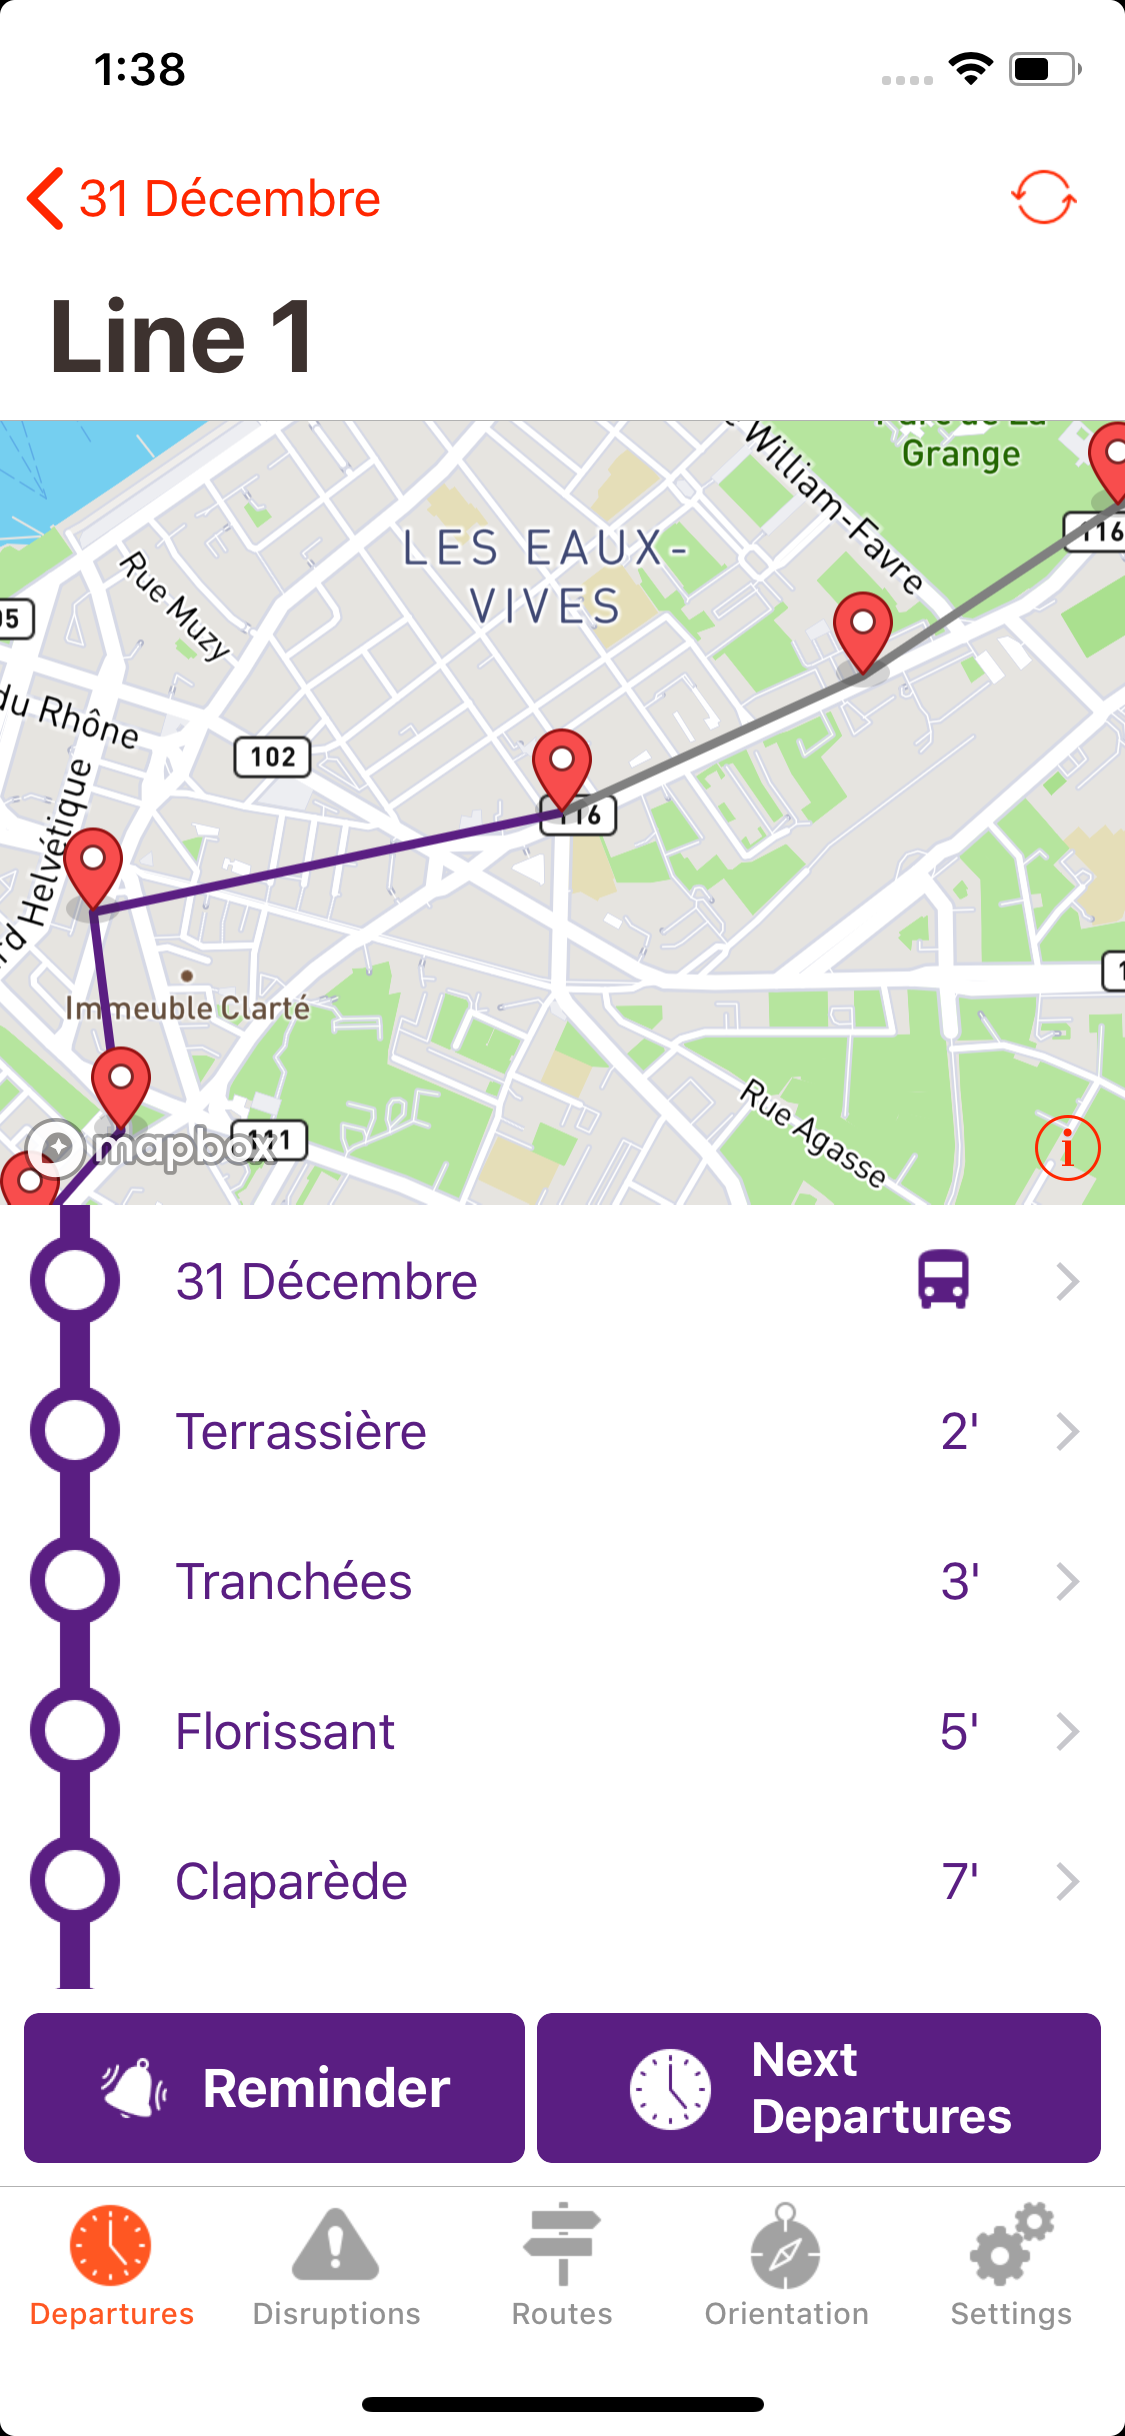 1:38
31 Décembre
Line 1
William-Favre
Grange
116
LES EAUX-
VIVES
Rue Muzy
du Rhône
102
116
Helvétique
Immeuble Clarté
111
mapbox
Rue Agasse
i
31 Décembre
Terrassière 2'
Tranchées 3'
Florissant 5'
Claparède 7'
Reminder
Next
Departures
Departures
Disruptions
Routes
Orientation
Settings